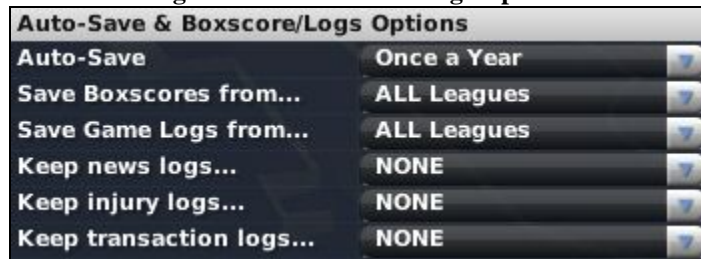 Auto-Save & Boxscore/Logs Options
Auto-Save Once a Year
Save Boxscores from... ALL Leagues
Save Game Logs from... ALL Leagues
Keep news logs... NONE
Keep injury logs... NONE
Keep transaction logs... NONE